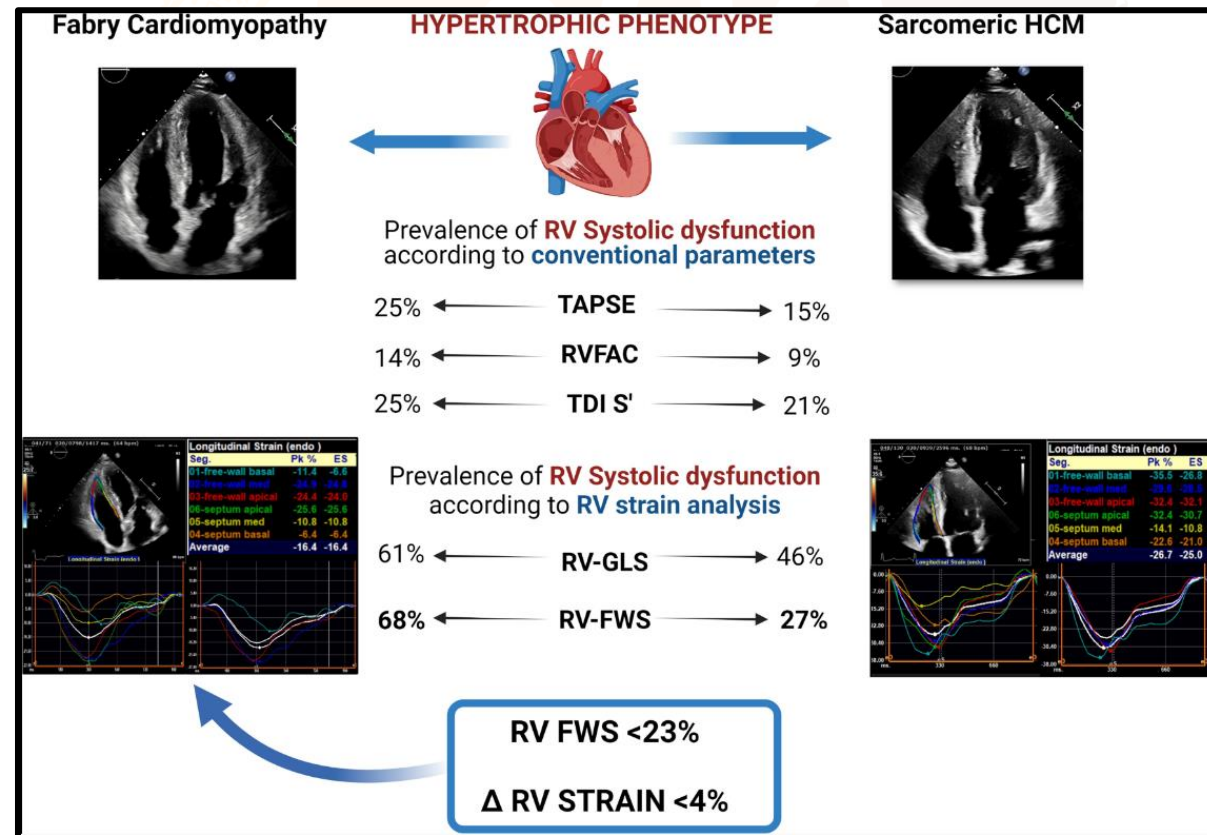 Fabry Cardiomyopathy
HYPERTROPHIC PHENOTYPE
Sarcomeric HCM
Prevalence of RV Systolic dysfunction
according to conventional parameters
25% TAPSE 15%
14% RVFAC 9%
25% TDI S' 21%
Longitudinal Strain (endo )
Seg. Pk % ES
01-free-wall basal -11.4 -6.6
02-free-wall med
03-free-wall apical -24.4 -24.0
06-septum apical -25.6 -25.6
05-septum med -10.8 -10.8
04-septum basal -6.4 -6.4
Average -16.4 -16.4
Prevalence of RV Systolic dysfunction
according to RV strain analysis
61% RV-GLS 46%
68% RV-FWS 27%
Longitudinal Strain (endo )
Seg. Pk % ES
01-free-wall basal -35.5 -26.8
02-free-wall med
03-free-wall apical -32.4 -32.1
06-septum apical -32.4 -30.7
05-septum med -14.1 -10.8
04-septum basal -22.6 -21.0
Average -26.7 -25.0
RV FWS <23%
Δ RV STRAIN <4%